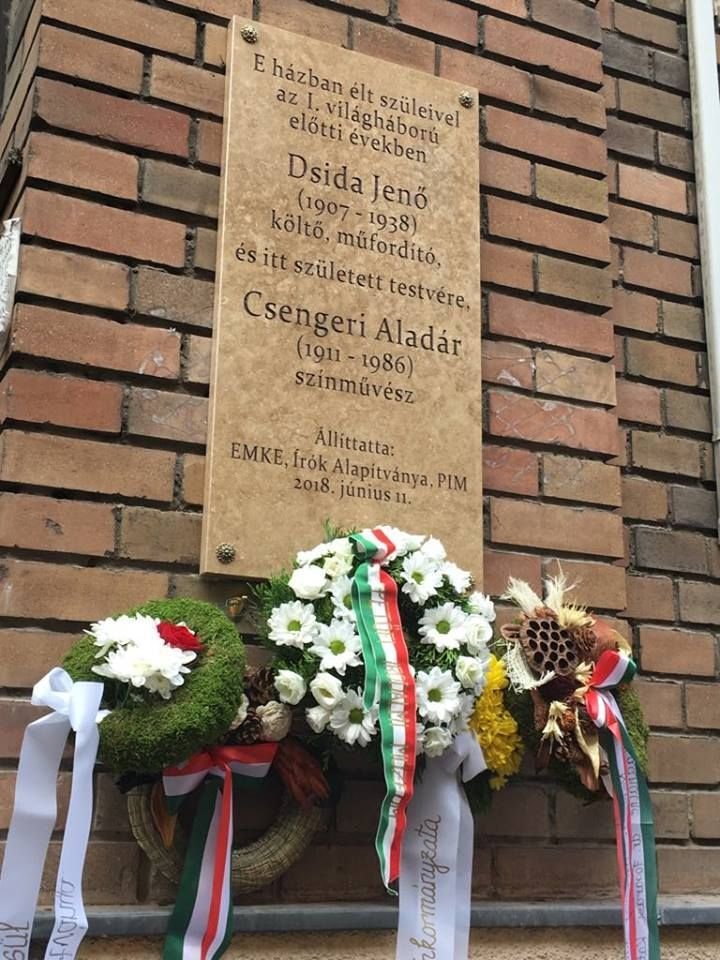 E házban élt szüleivel
az I. világháború
előtti években
Dsida Jenő
(1907 - 1938)
költő, műfordító,
és itt született testvére,
Csengeri Aladár
(1911 - 1986)
színművész
Állíttatta:
EMKE, Írók Alapítványa, PIM
2018. június 11.